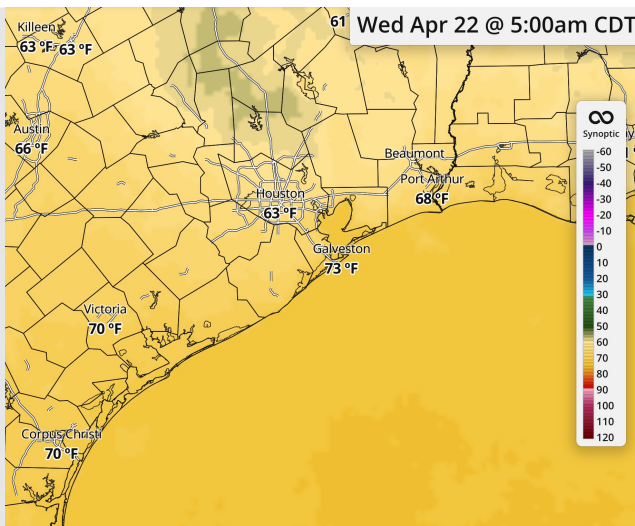 Wed Apr 22 @ 5:00am CDT
61
Killeen
63 °F
63 °F
Austin
66 °F
Beaumont
Port Arthur
68 °F
Houston
63 °F
Galveston
73 °F
Victoria
70 °F
Corpus Christi
70 °F
Synoptic
-60
-50
-40
-30
-20
-10
0
10
20
30
40
50
60
70
80
90
100
110
120